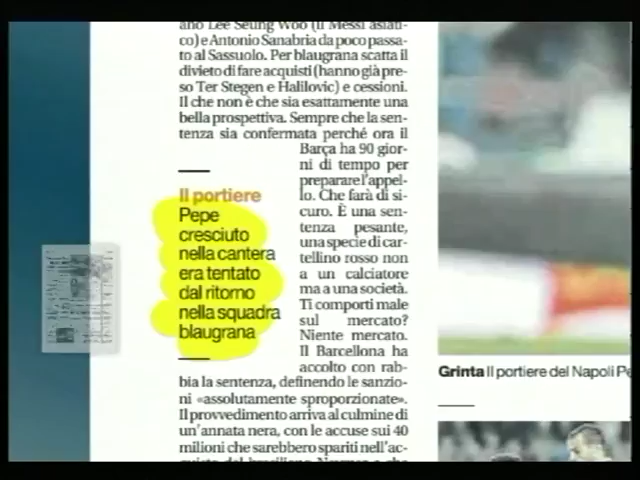 ano Lee Seung Woo (il Messi asiati-
co) e Antonio Sanabria da poco passa-
to al Sassuolo. Per blaugrana scatta il
divieto di fare acquisti (hanno già pre-
so Ter Stegen e Halilovic) e cessioni.
Il che non è che sia esattamente una
bella prospettiva. Sempre che la sen-
tenza sia confermata perché ora il
Barça ha 90 gior-
ni di tempo per
preparare l'appel-
lo. Che farà di si-
curo. È una sen-
tenza pesante,
una specie di car-
tellino rosso non
a un calciatore
ma a una società.
Ti comporti male
sul mercato?
Niente mercato.
Il Barcellona ha
accolto con rab-
bia la sentenza, definendo le sanzio-
ni «assolutamente sproporzionate».
Il provvedimento arriva al culmine di
un'annata nera, con le accuse sui 40
milioni che sarebbero spariti nell'ac-
Il portiere
Pepe
cresciuto
nella cantera
era tentato
dal ritorno
nella squadra
blaugrana
Grinta Il portiere del Napoli Pe